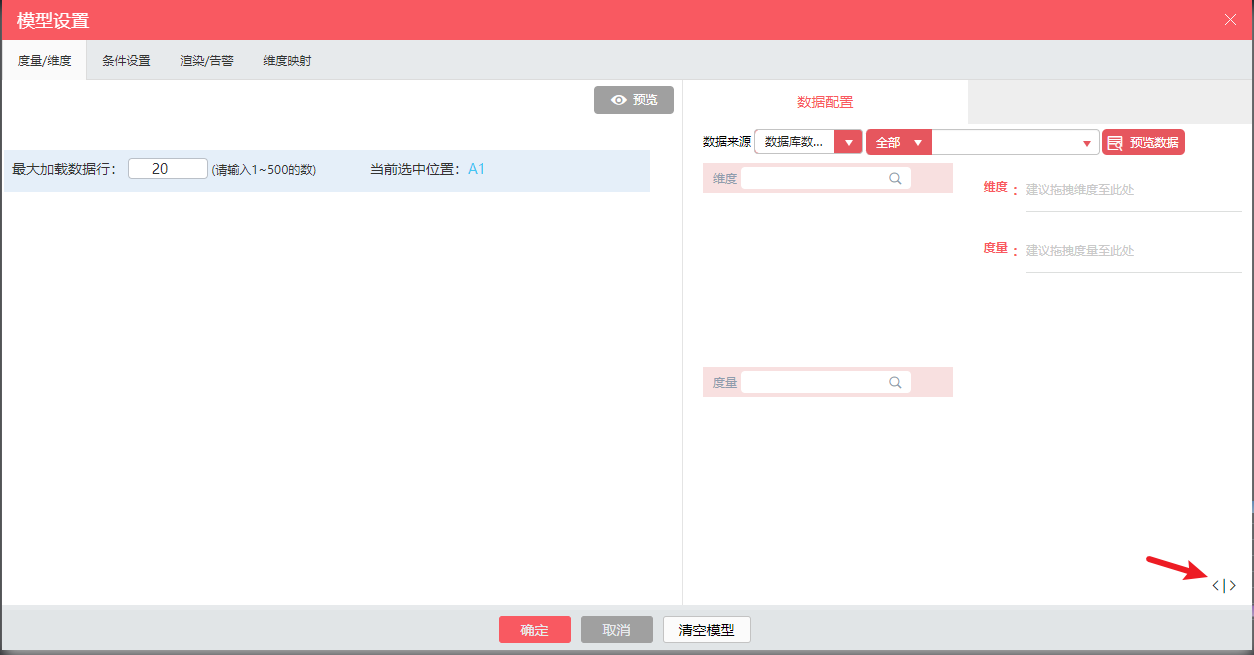 模型设置
度量/维度 条件设置 渲染/告警 维度映射
预览
最大加载数据行： 20 (请输入1~500的数) 当前选中位置： A1
数据配置
数据来源 数据库数... 全部 预览数据
维度
维度 ： 建议拖拽维度至此处
度量 ： 建议拖拽度量至此处
度量
确定 取消 清空模型